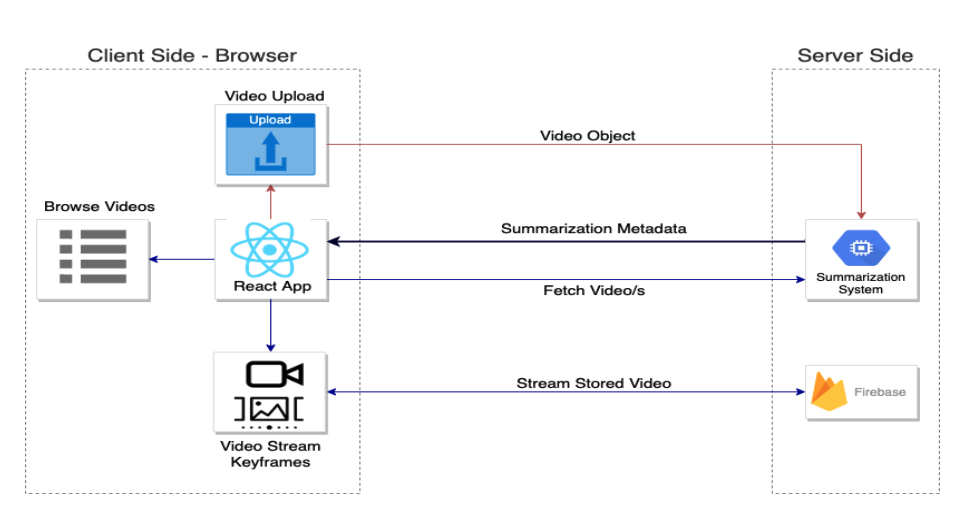 Client Side - Browser
Server Side
Video Upload
Upload
Video Object
Browse Videos
Summarization Metadata
React App
Summarization
System
Fetch Video/s
Stream Stored Video
Firebase
Video Stream
Keyframes